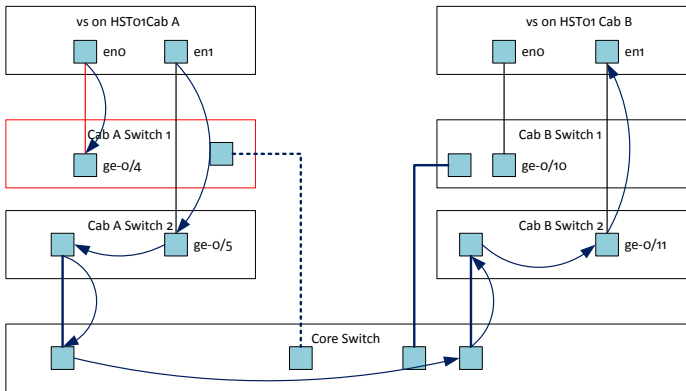 vs on HST01Cab A
en0
en1
vs on HST01 Cab B
en0
en1
Cab A Switch 1
ge-0/4
Cab B Switch 1
ge-0/10
Cab A Switch 2
ge-0/5
Cab B Switch 2
ge-0/11
Core Switch